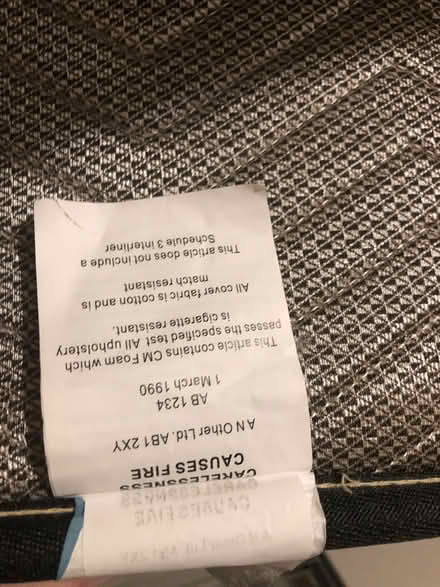 CARELESSNESS
CAUSES FIRE
A N Other Ltd. AB1 2XY
AB 1234
1 March 1990
This article contains CM Foam which
passes the specified test. All upholstery
is cigarette resistant.
All cover fabric is cotton and is
match resistant
This article does not include a
Schedule 3 interliner